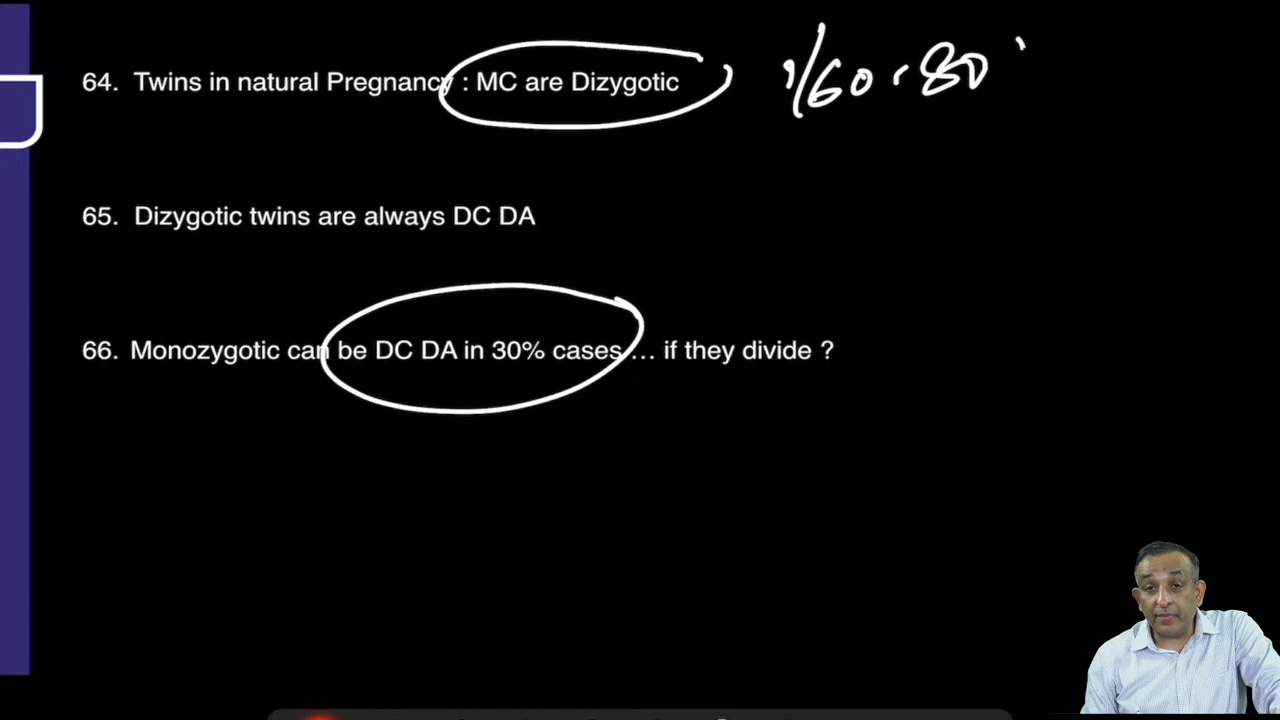 64. Twins in natural Pregnancy : MC are Dizygotic 1/60 - 80
65. Dizygotic twins are always DC DA
66. Monozygotic can be DC DA in 30% cases ... if they divide ?